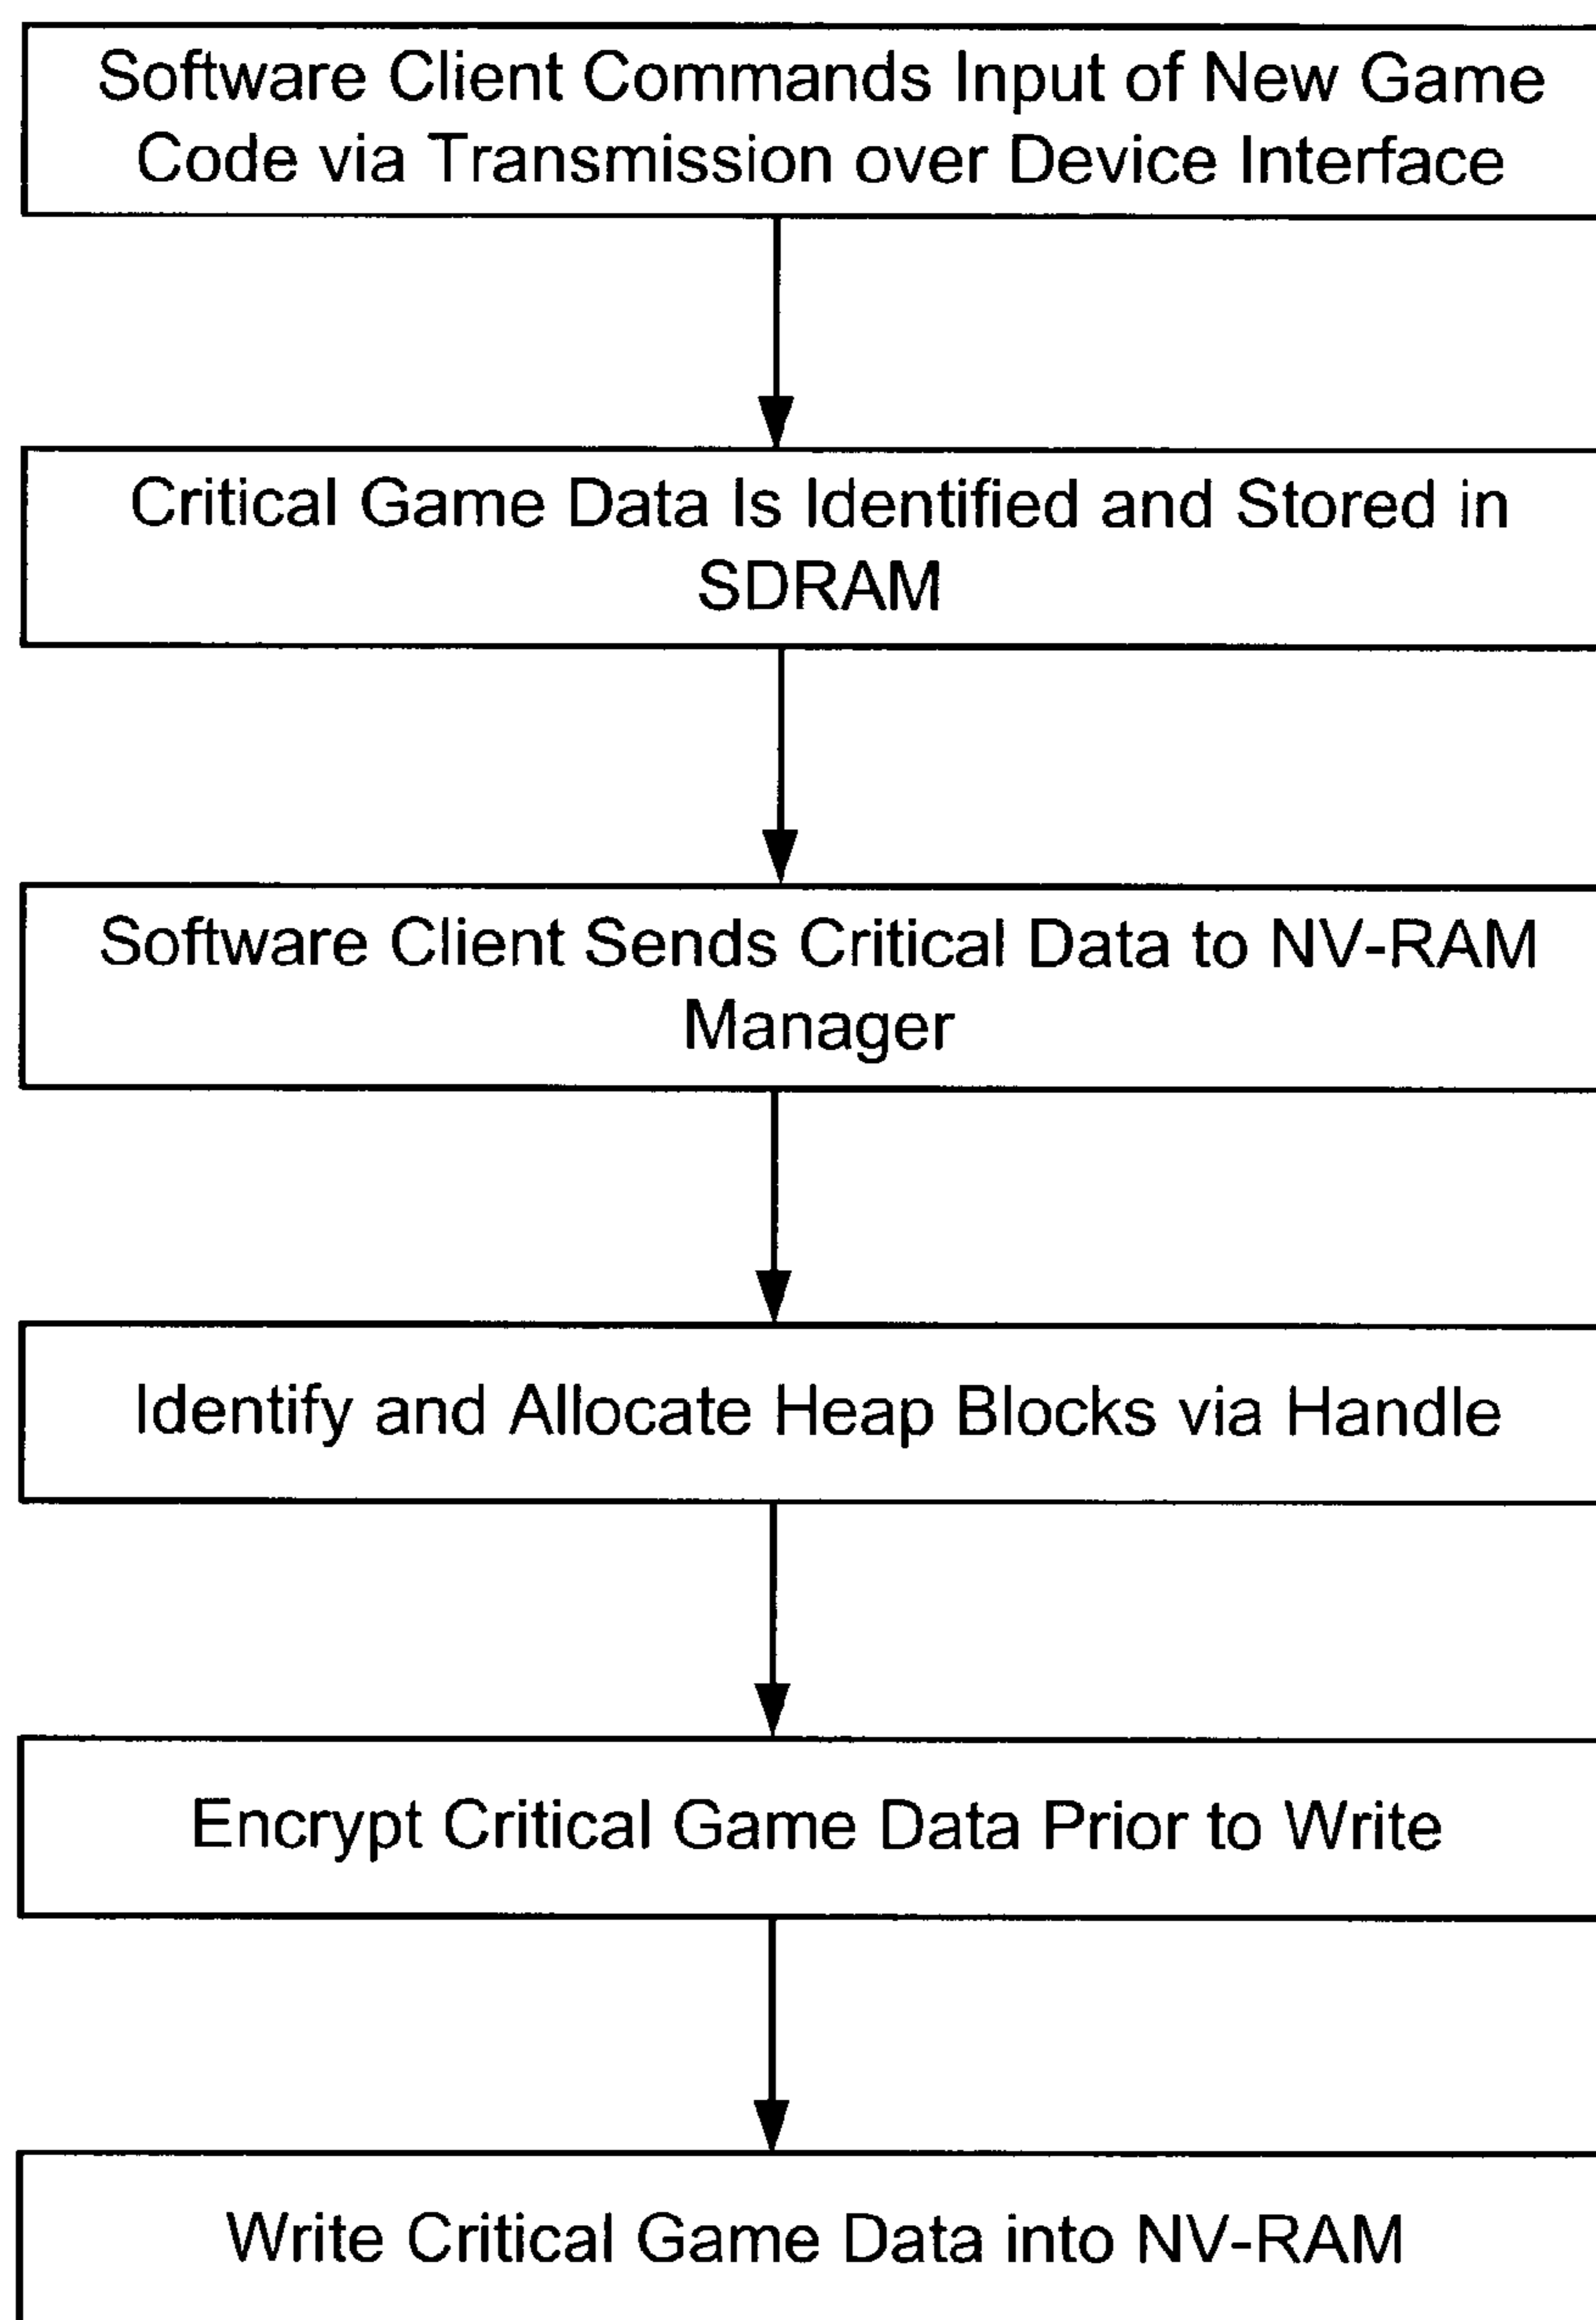 Software Client Commands Input of New Game
Code via Transmission over Device Interface
Critical Game Data Is Identified and Stored in
SDRAM
Software Client Sends Critical Data to NV-RAM
Manager
Identify and Allocate Heap Blocks via Handle
Encrypt Critical Game Data Prior to Write
Write Critical Game Data into NV-RAM